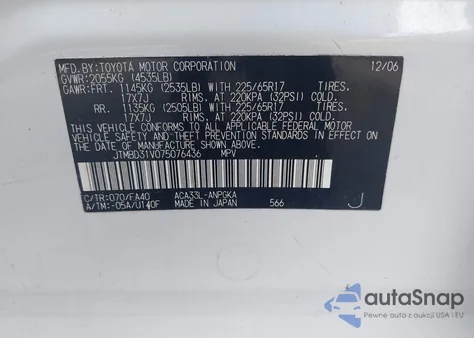 MFD.BY:TOYOTA MOTOR CORPORATION 12/06
GVWR:2055KG (4535LB)
GAWR:FRT. 1145KG (2535LB) WITH 225/65R17 TIRES.
17X7J RIMS. AT 220KPA (32PSI) COLD.
RR. 1135KG (2505LB) WITH 225/65R17 TIRES.
17X7J RIMS. AT 220KPA (32PSI) COLD.
THIS VEHICLE CONFORMS TO ALL APPLICABLE FEDERAL MOTOR
VEHICLE SAFETY, BUMPER, AND THEFT PREVENTION STANDARDS IN EFFECT
ON THE DATE OF MANUFACTURE SHOWN ABOVE.
JTMBD31V075076436 MPV
C/TR:070/FA40 ACA33L-ANPGKA
A/TM:-05A/U140F MADE IN JAPAN 566 J
autoSnap
Pewne auta z aukcji USA i EU